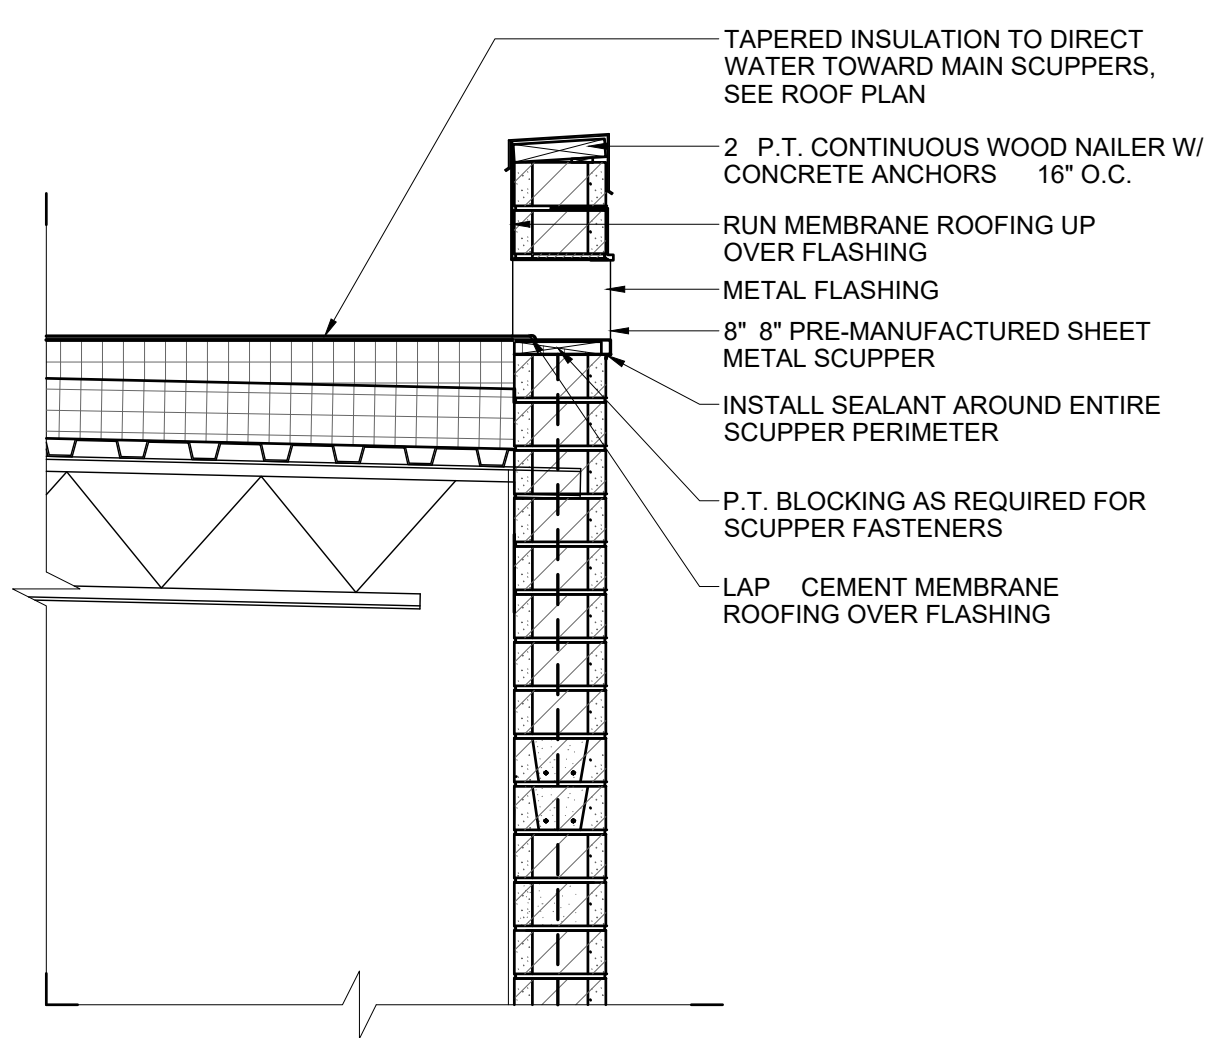 TAPERED INSULATION TO DIRECT
WATER TOWARD MAIN SCUPPERS,
SEE ROOF PLAN
2 P.T. CONTINUOUS WOOD NAILER W/
CONCRETE ANCHORS 16" O.C.
RUN MEMBRANE ROOFING UP
OVER FLASHING
METAL FLASHING
8" 8" PRE-MANUFACTURED SHEET
METAL SCUPPER
INSTALL SEALANT AROUND ENTIRE
SCUPPER PERIMETER
P.T. BLOCKING AS REQUIRED FOR
SCUPPER FASTENERS
LAP CEMENT MEMBRANE
ROOFING OVER FLASHING